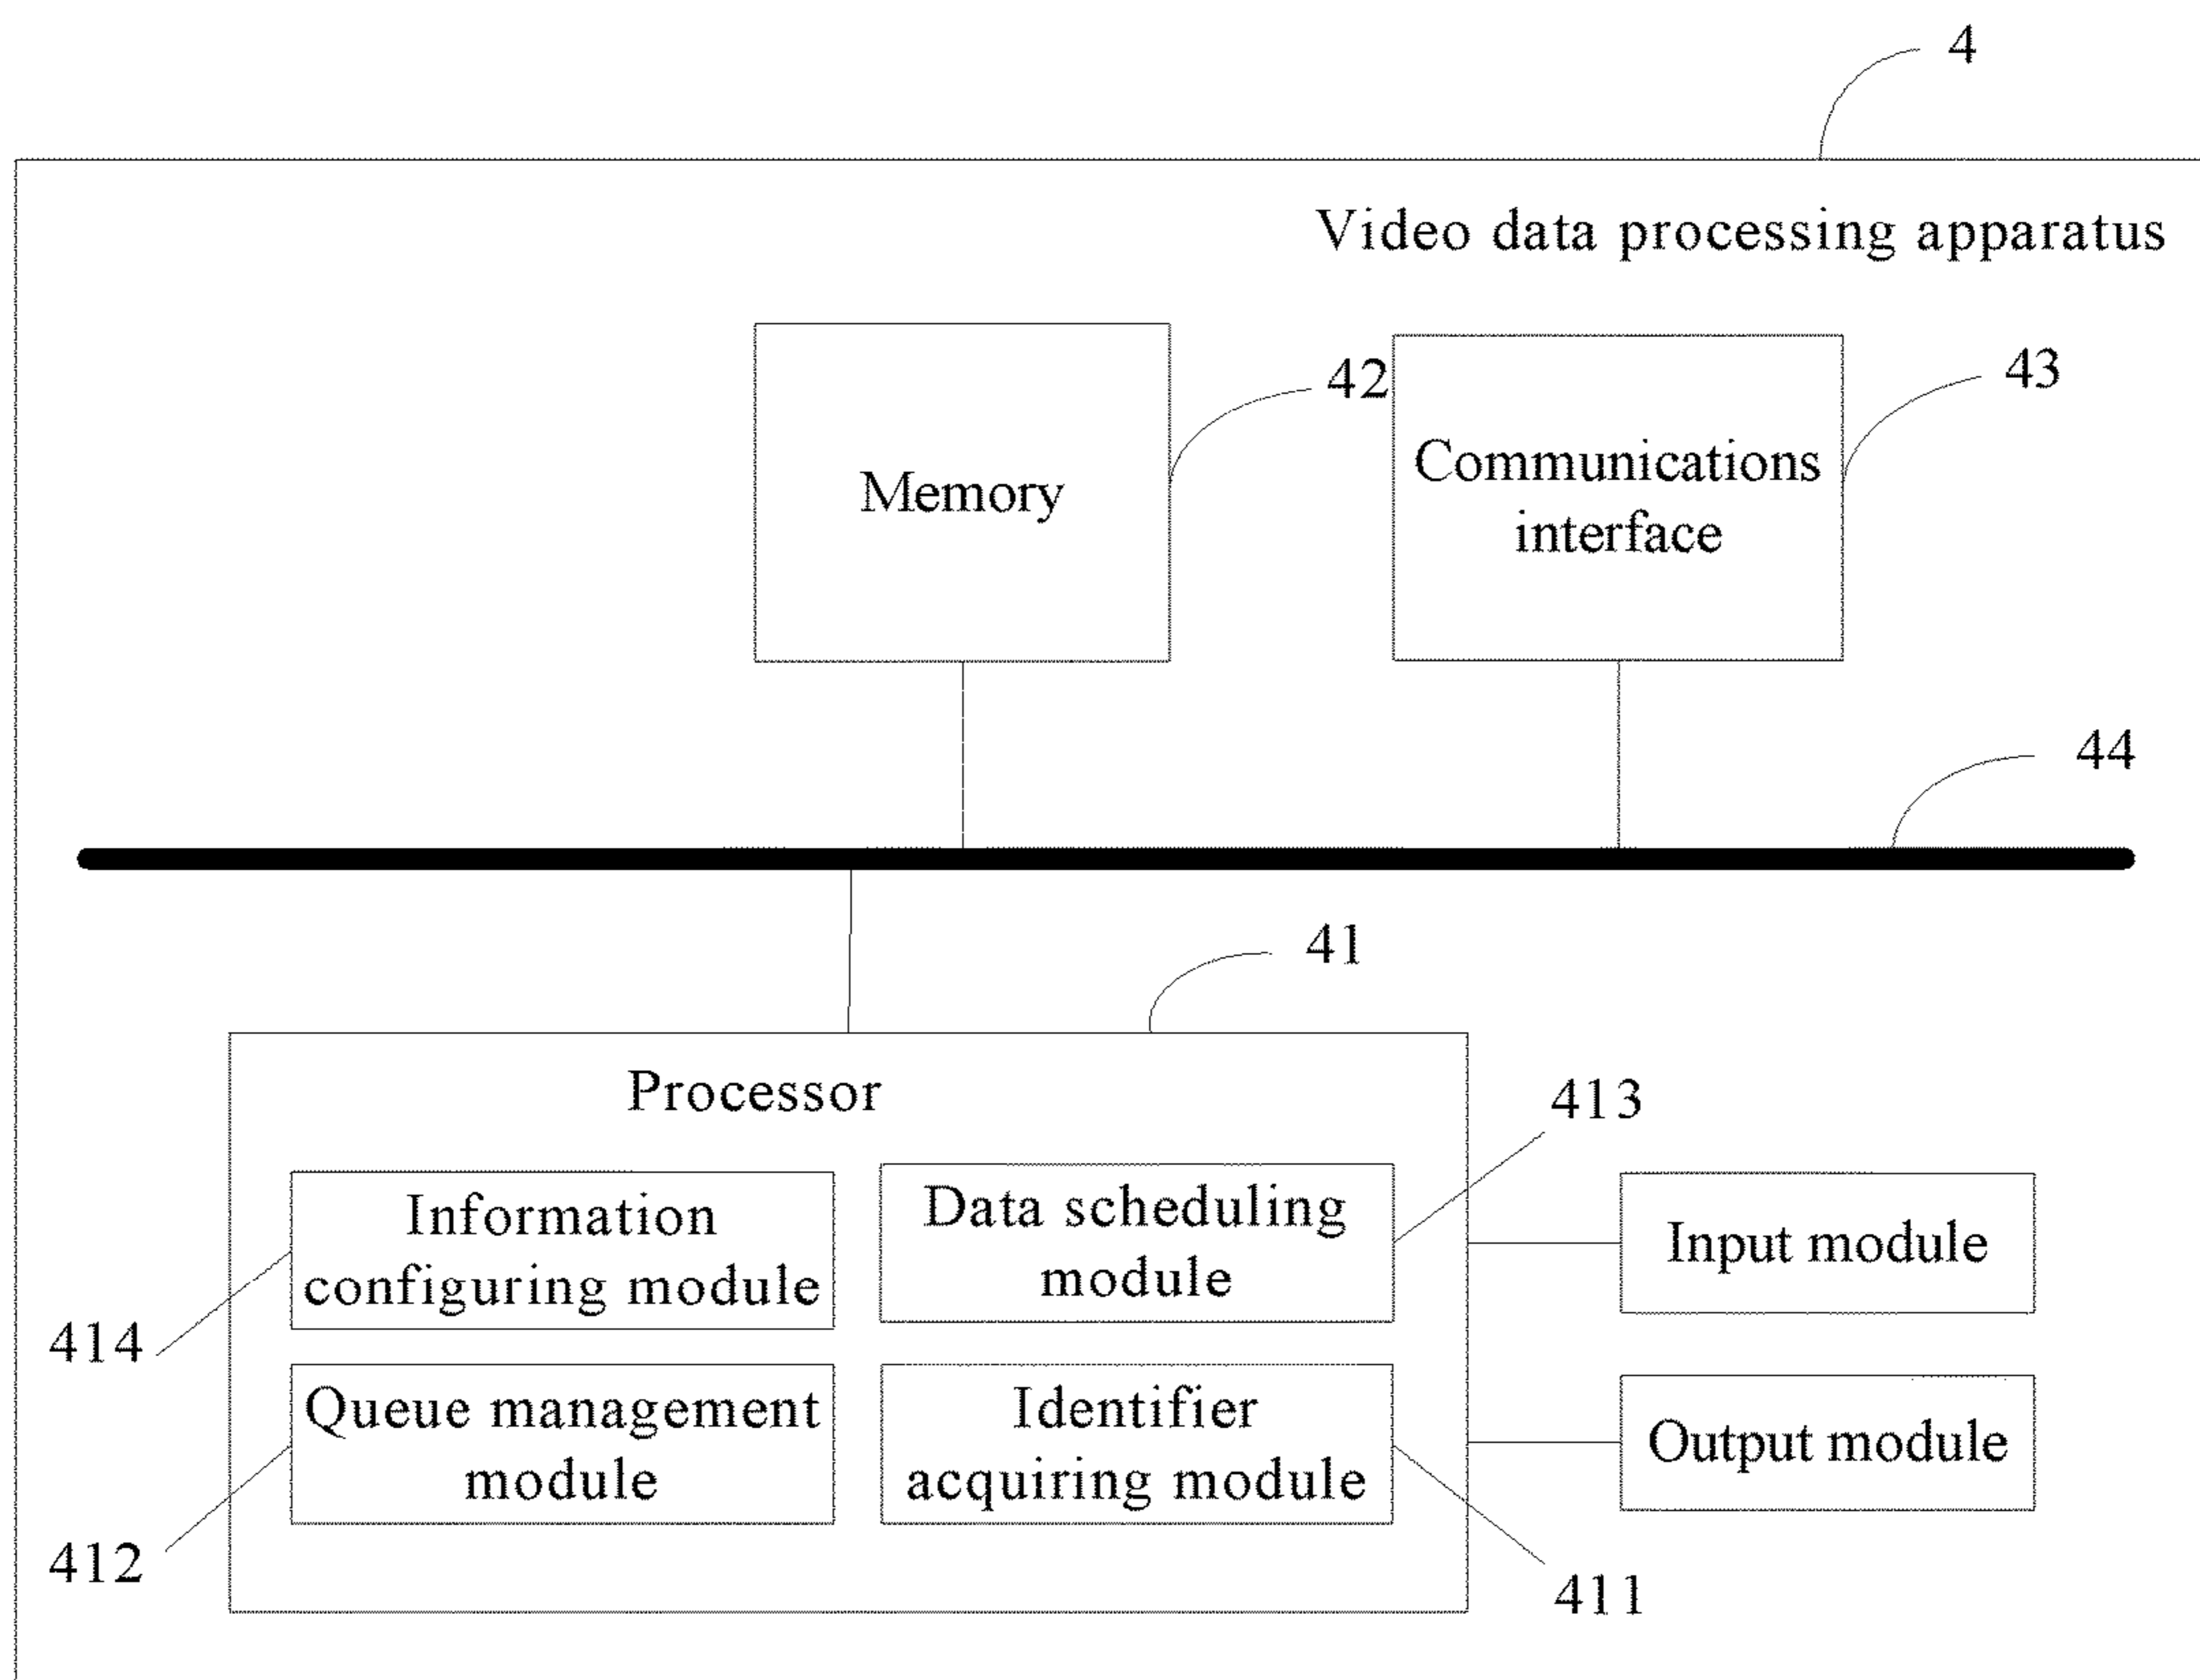 4
Video data processing apparatus
42
43
Memory
Communications
interface
44
41
Processor
413
Information
configuring module
Data scheduling
module
Input module
414
Queue management
module
Identifier
acquiring module
Output module
412
411